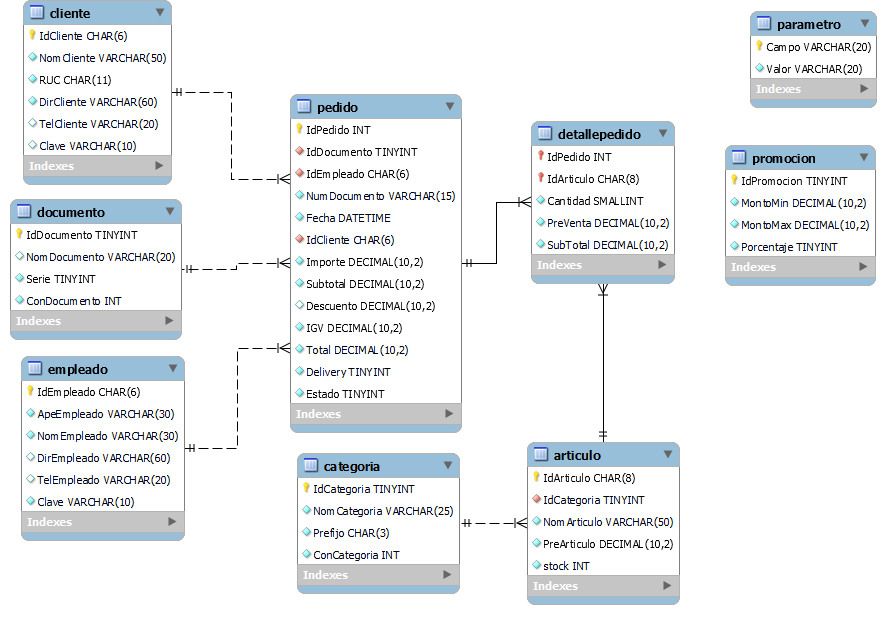 cliente
IdCliente CHAR(6)
NomCliente VARCHAR(50)
RUC CHAR(11)
DirCliente VARCHAR(60)
TelCliente VARCHAR(20)
Clave VARCHAR(10)
Indexes
documento
IdDocumento TINYINT
NomDocumento VARCHAR(20)
Serie TINYINT
ConDocumento INT
Indexes
empleado
IdEmpleado CHAR(6)
ApeEmpleado VARCHAR(30)
NomEmpleado VARCHAR(30)
DirEmpleado VARCHAR(60)
TelEmpleado VARCHAR(20)
Clave VARCHAR(10)
Indexes
pedido
IdPedido INT
IdDocumento TINYINT
IdEmpleado CHAR(6)
NumDocumento VARCHAR(15)
Fecha DATETIME
IdCliente CHAR(6)
Importe DECIMAL(10,2)
Subtotal DECIMAL(10,2)
Descuento DECIMAL(10,2)
IGV DECIMAL(10,2)
Total DECIMAL(10,2)
Delivery TINYINT
Estado TINYINT
Indexes
categoria
IdCategoria TINYINT
NomCategoria VARCHAR(25)
Prefijo CHAR(3)
ConCategoria INT
Indexes
detallepedido
IdPedido INT
IdArticulo CHAR(8)
Cantidad SMALLINT
PreVenta DECIMAL(10,2)
SubTotal DECIMAL(10,2)
Indexes
articulo
IdArticulo CHAR(8)
IdCategoria TINYINT
NomArticulo VARCHAR(50)
PreArticulo DECIMAL(10,2)
stock INT
Indexes
parametro
Campo VARCHAR(20)
Valor VARCHAR(20)
Indexes
promocion
IdPromocion TINYINT
MontoMin DECIMAL(10,2)
MontoMax DECIMAL(10,2)
Porcentaje TINYINT
Indexes